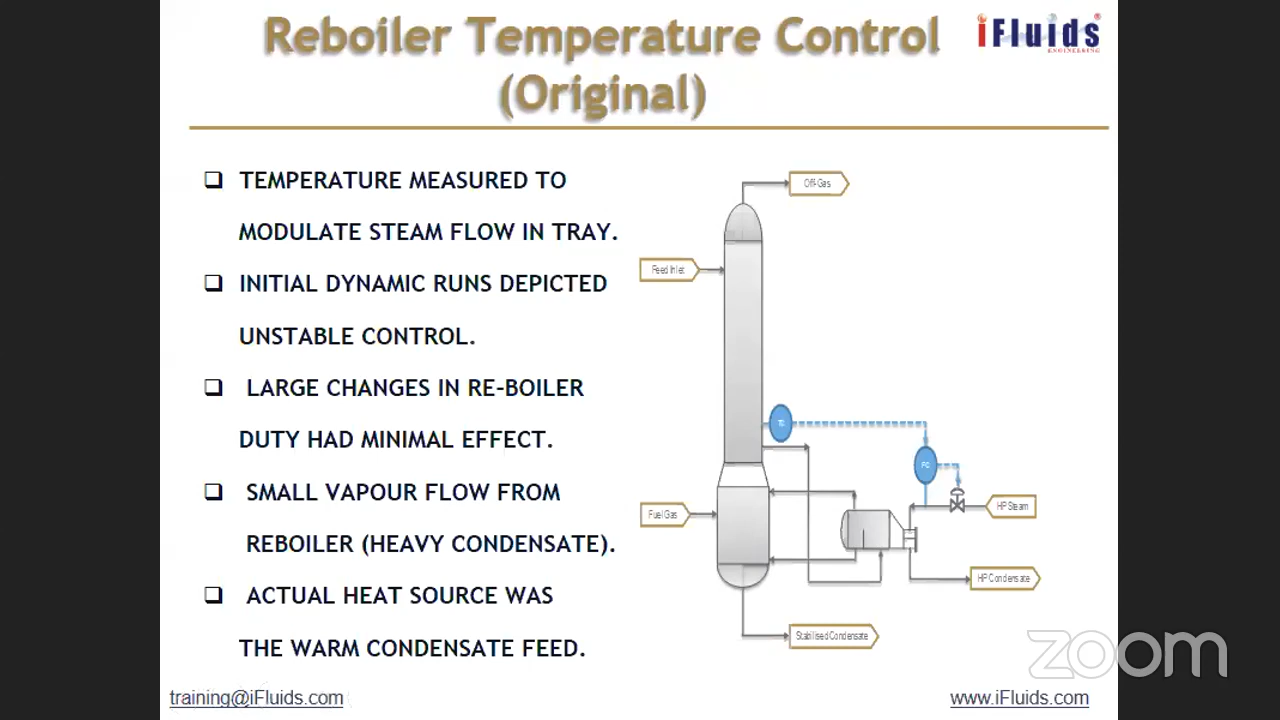 Reboiler Temperature Control
(Original)
iFluids
ENGINEERING
❑ TEMPERATURE MEASURED TO
MODULATE STEAM FLOW IN TRAY.
❑ INITIAL DYNAMIC RUNS DEPICTED
UNSTABLE CONTROL.
❑ LARGE CHANGES IN RE-BOILER
DUTY HAD MINIMAL EFFECT.
❑ SMALL VAPOUR FLOW FROM
REBOILER (HEAVY CONDENSATE).
❑ ACTUAL HEAT SOURCE WAS
THE WARM CONDENSATE FEED.
Off-Gas
Feed Inlet
TC
FC
Fuel Gas
HP Steam
HP Condensate
Stabilised Condensate
zoom
training@iFluids.com
www.iFluids.com